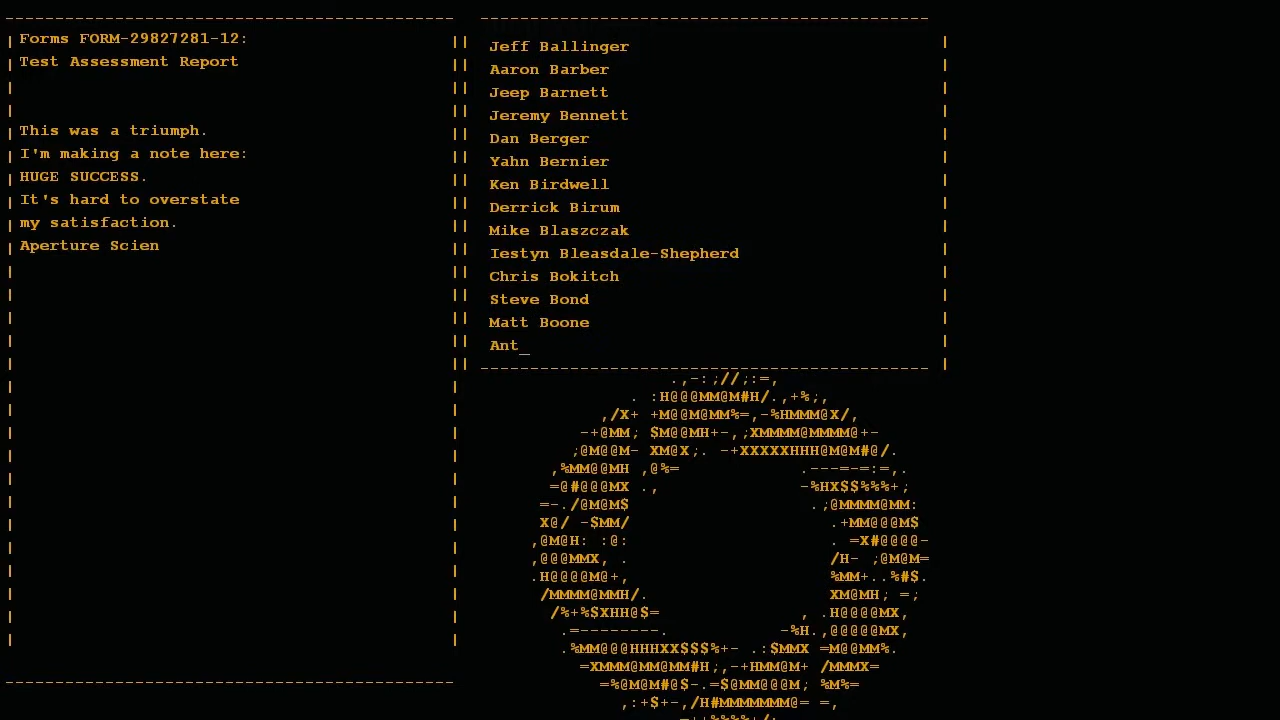 Forms FORM-29827281-12:
Test Assessment Report
This was a triumph.
I'm making a note here:
HUGE SUCCESS.
It's hard to overstate
my satisfaction.
Aperture Scien
Jeff Ballinger
Aaron Barber
Jeep Barnett
Jeremy Bennett
Dan Berger
Yahn Bernier
Ken Birdwell
Derrick Birum
Mike Blaszczak
Iestyn Bleasdale-Shepherd
Chris Bokitch
Steve Bond
Matt Boone
Ant_